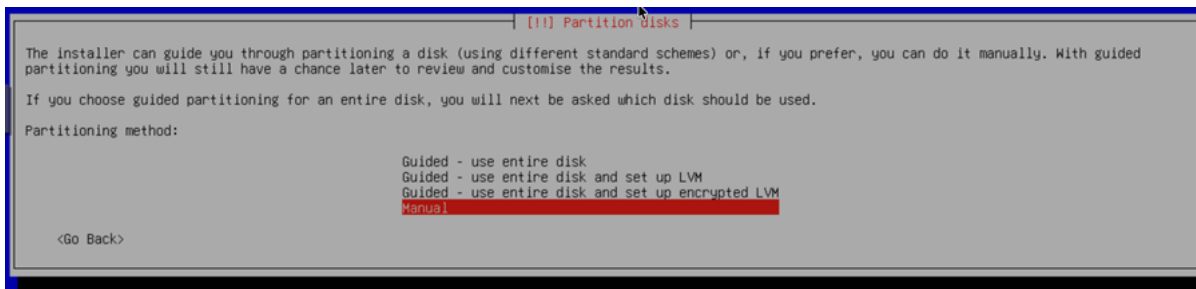 [!!] Partition disks
The installer can guide you through partitioning a disk (using different standard schemes) or, if you prefer, you can do it manually. With guided
partitioning you will still have a chance later to review and customise the results.
If you choose guided partitioning for an entire disk, you will next be asked which disk should be used.
Partitioning method:
Guided - use entire disk
Guided - use entire disk and set up LVM
Guided - use entire disk and set up encrypted LVM
Manual
<Go Back>